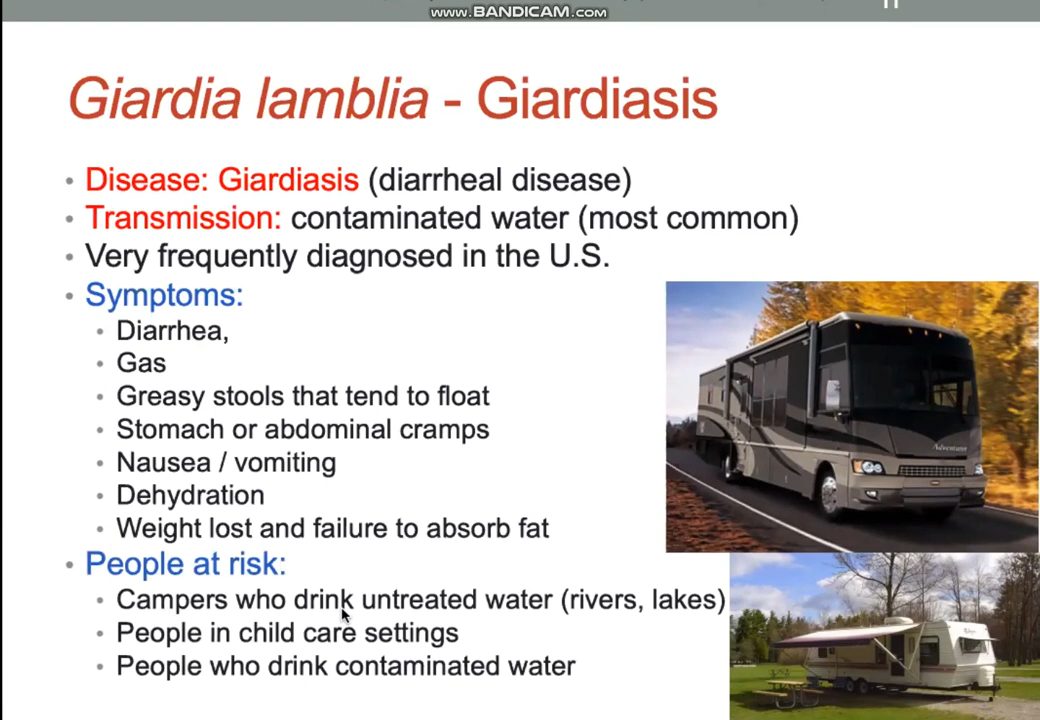 www.BANDICAM.com
Giardia lamblia - Giardiasis
• Disease: Giardiasis (diarrheal disease)
• Transmission: contaminated water (most common)
• Very frequently diagnosed in the U.S.
• Symptoms:
• Diarrhea,
• Gas
• Greasy stools that tend to float
• Stomach or abdominal cramps
• Nausea / vomiting
• Dehydration
• Weight lost and failure to absorb fat
• People at risk:
• Campers who drink untreated water (rivers, lakes)
• People in child care settings
• People who drink contaminated water
Adventurer